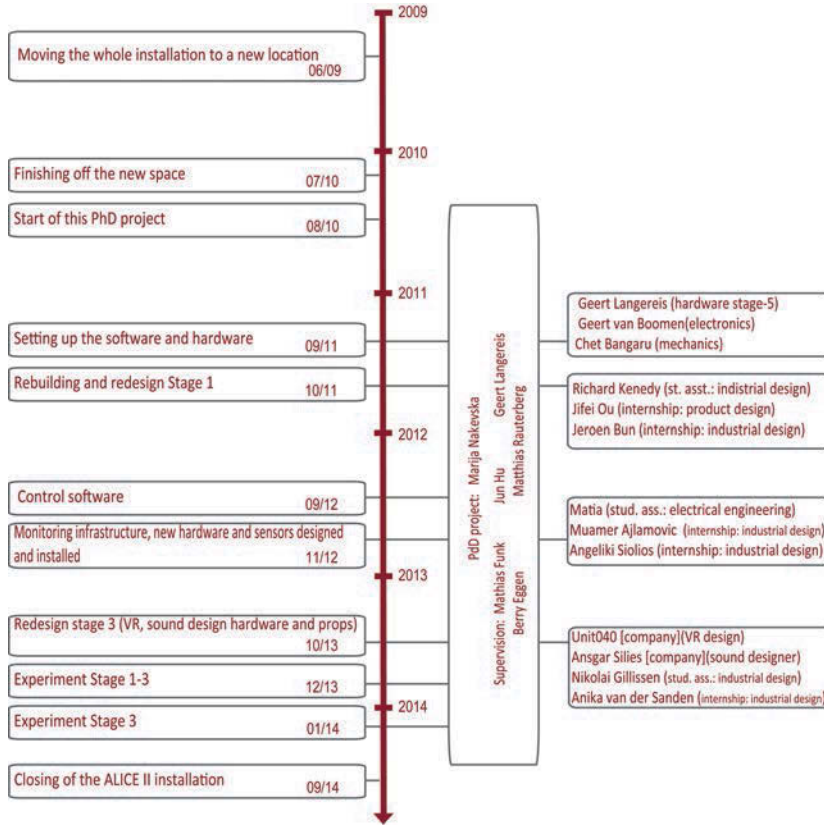 2009
Moving the whole installation to a new location
06/09
2010
Finishing off the new space
07/10
Start of this PhD project
08/10
2011
Setting up the software and hardware
09/11
Rebuilding and redesign Stage 1
10/11
2012
Control software
09/12
Monitoring infrastructure, new hardware and sensors designed
and installed
11/12
2013
Redesign stage 3 (VR, sound design hardware and props)
10/13
Experiment Stage 1-3
12/13
2014
Experiment Stage 3
01/14
Closing of the ALICE II installation
09/14
PdD project: Marija Nakevska
Supervision: Mathias Funk Jun Hu Geert Langereis
Berry Eggen Matthias Rauterberg
Geert Langereis (hardware stage-5)
Geert van Boomen(electronics)
Chet Bangaru (mechanics)
Richard Kenedy (st. asst.: indistrial design)
Jifei Ou (internship: product design)
Jeroen Bun (internship: industrial design)
Matia (stud. ass.: electrical engineering)
Muamer Ajlamovic (internship: industrial design)
Angeliki Siolios (internship: industrial design)
Unit040 [company](VR design)
Ansgar Silies [company](sound designer)
Nikolai Gillissen (stud. ass.: industrial design)
Anika van der Sanden (internship: industrial design)